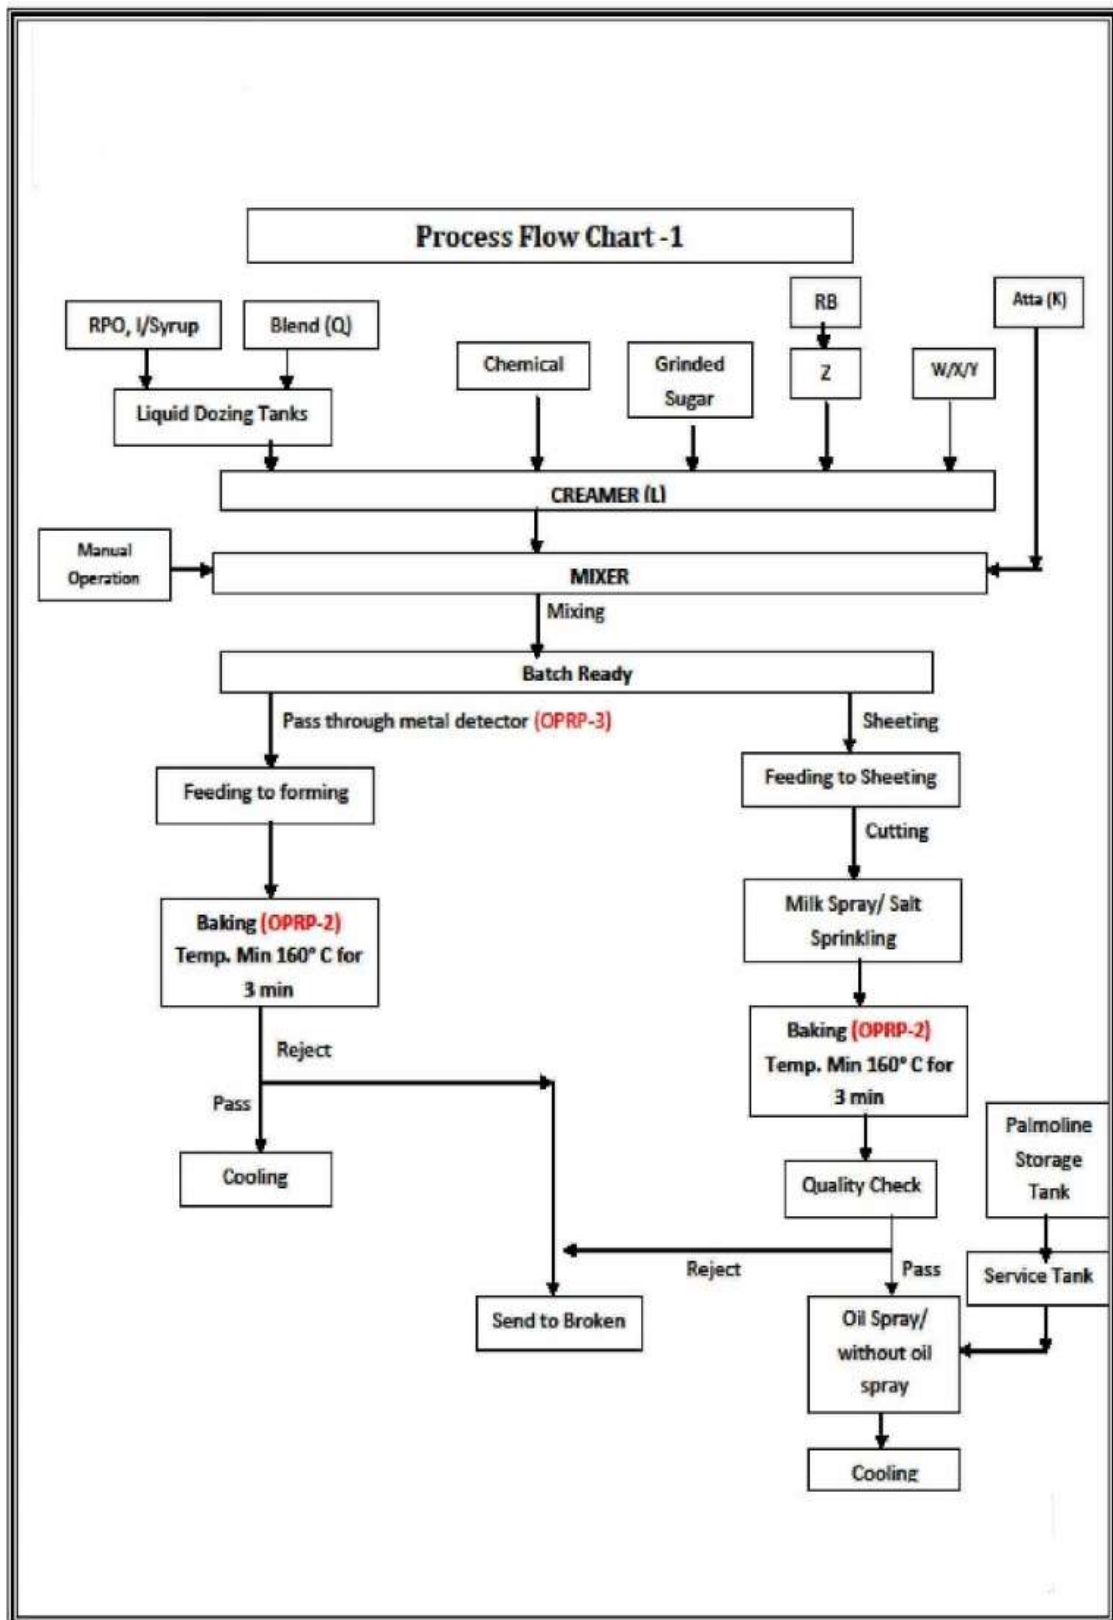 Process Flow Chart -1
RB
Atta (K)
RPO, I/Syrup
Blend (Q)
Chemical
Grinded
Sugar
Z
W/X/Y
Liquid Dozing Tanks
CREAMER (L)
Manual
Operation
MIXER
Mixing
Batch Ready
Pass through metal detector (OPRP-3)
Sheeting
Feeding to forming
Feeding to Sheeting
Cutting
Baking (OPRP-2)
Temp. Min 160° C for
3 min
Milk Spray/ Salt
Sprinkling
Reject
Pass
Cooling
Baking (OPRP-2)
Temp. Min 160° C for
3 min
Palmoline
Storage
Tank
Quality Check
Reject
Pass
Service Tank
Send to Broken
Oil Spray/
without oil
spray
Cooling